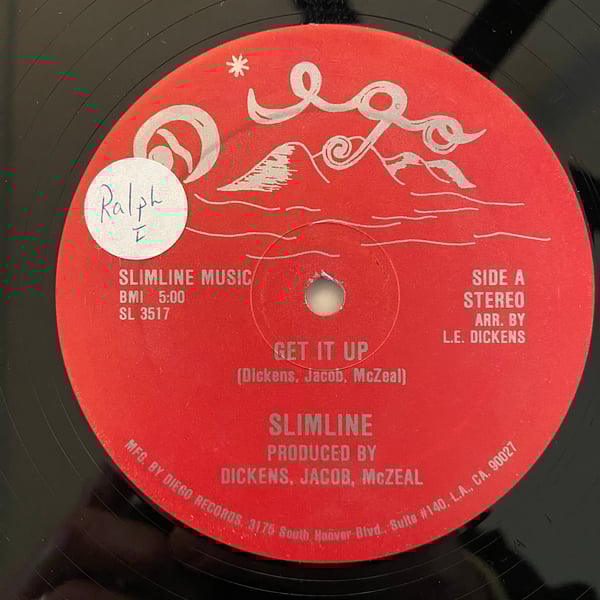 Diego
Ralph
I
SLIMLINE MUSIC
BMI 5:00
SL 3517
SIDE A
STEREO
ARR. BY
L.E. DICKENS
GET IT UP
(Dickens, Jacob, McZeal)
SLIMLINE
PRODUCED BY
DICKENS, JACOB, McZEAL
MFG. BY DIEGO RECORDS, 3175 South Hoover Blvd., Suite #140, L.A., CA. 90027